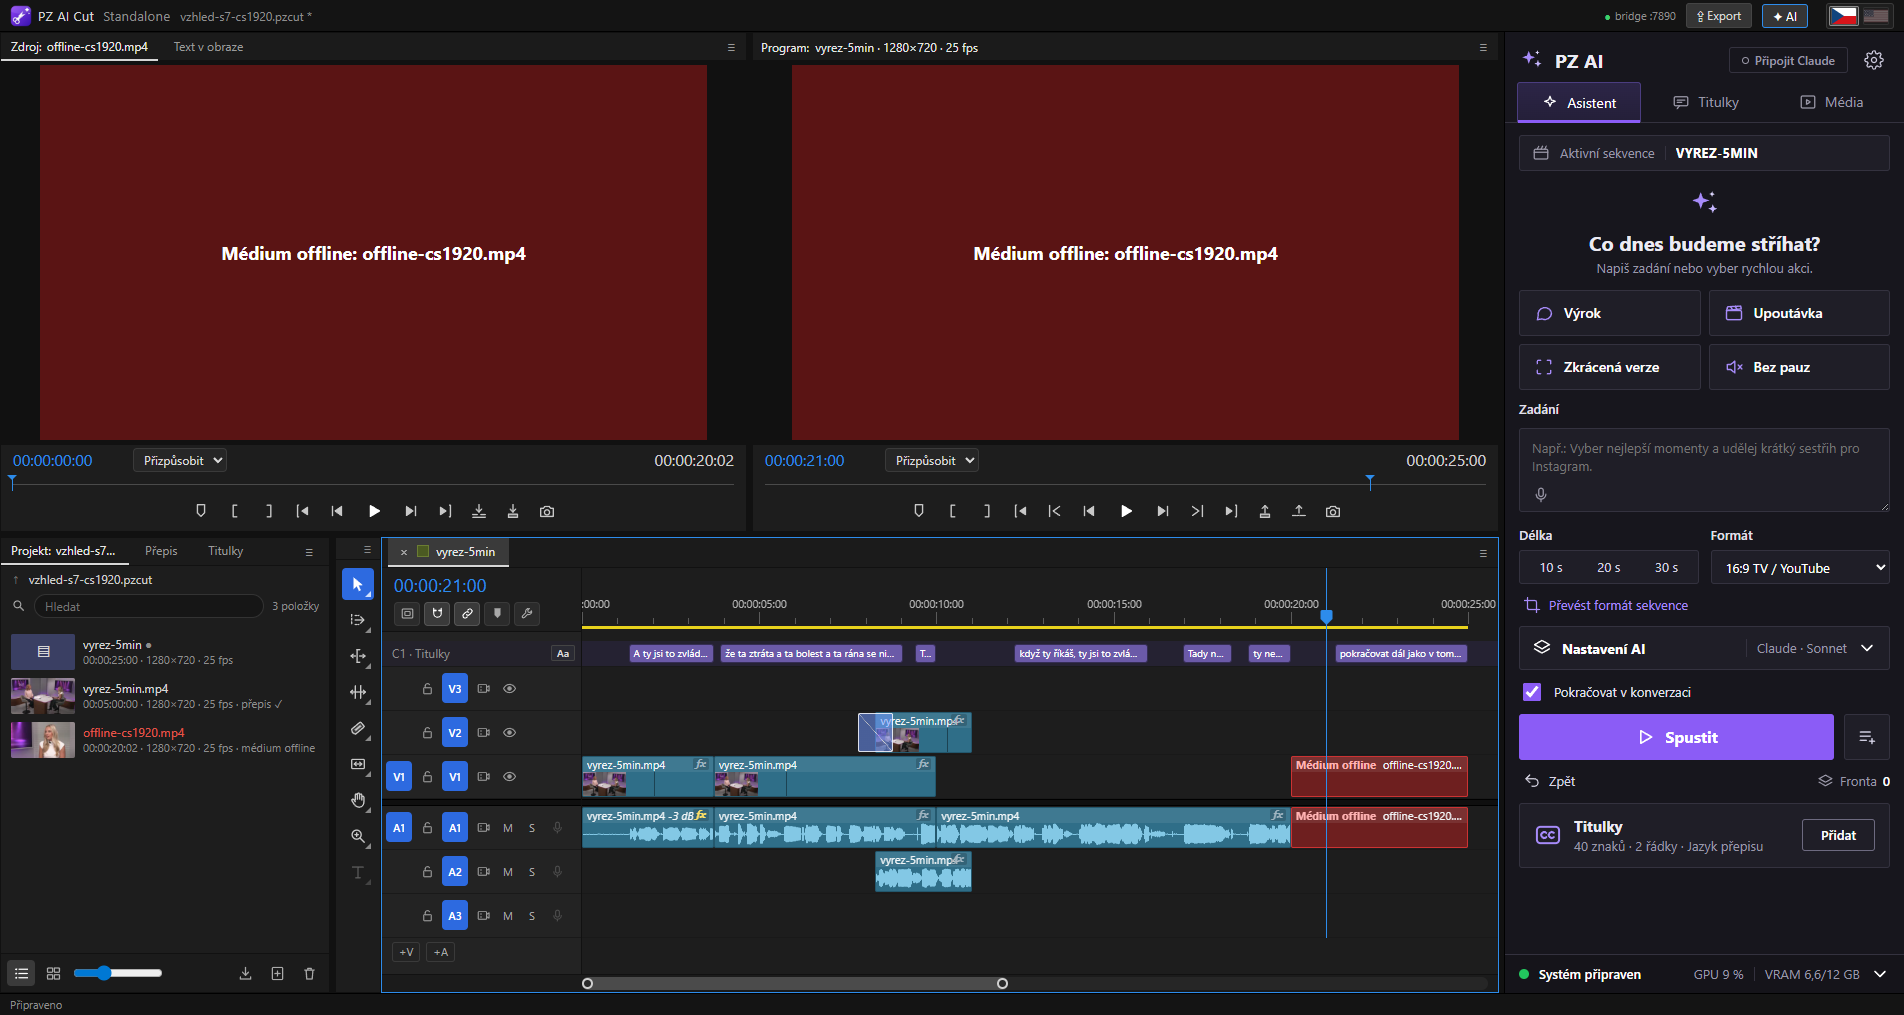 PZ AI Cut Standalone vzhled-s7-cs1920.pzcut *
bridge :7890 Export AI
Zdroj: offline-cs1920.mp4 Text v obraze
Program: vyrez-5min · 1280×720 · 25 fps
Médium offline: offline-cs1920.mp4
Médium offline: offline-cs1920.mp4
00:00:00:00 Přizpůsobit 00:00:20:02
00:00:21:00 Přizpůsobit 00:00:25:00
Projekt: vzhled-s7... Přepis Titulky
vzhled-s7-cs1920.pzcut
Hledat 3 položky
vyrez-5min
00:00:25:00 · 1280×720 · 25 fps
vyrez-5min.mp4
00:05:00:00 · 1280×720 · 25 fps · přepis ✓
offline-cs1920.mp4
00:00:20:02 · 1280×720 · 25 fps · médium offline
vyrez-5min
00:00:21:00
:00:00 00:00:05:00 00:00:10:00 00:00:15:00 00:00:20:00 00:00:25:00
C1 · Titulky Aa
A ty jsi to zvlád... že ta ztráta a ta bolest a ta rána se ni... T... když ty říkáš, ty jsi to zvlá... Tady n... ty ne... pokračovat dál jako v tom...
V3
V2
vyrez-5min.mp4 fx
V1 V1
vyrez-5min.mp4 fx vyrez-5min.mp4 fx Médium offline offline-cs1920....
A1 A1 M S
vyrez-5min.mp4 -3 dB fx vyrez-5min.mp4 fx vyrez-5min.mp4 fx Médium offline offline-cs1920....
A2 M S
vyrez-5min.mp4 fx
A3 M S
+V +A
Připraveno
PZ AI Připojit Claude
Asistent Titulky Média
Aktivní sekvence VYREZ-5MIN
Co dnes budeme stříhat?
Napiš zadání nebo vyber rychlou akci.
Výrok Upoutávka
Zkrácená verze Bez pauz
Zadání
Např.: Vyber nejlepší momenty a udělej krátký sestřih pro
Instagram.
Délka Formát
10 s 20 s 30 s 16:9 TV / YouTube
Převést formát sekvence
Nastavení AI Claude · Sonnet
Pokračovat v konverzaci
Spustit
Zpět Fronta 0
CC Titulky Přidat
40 znaků · 2 řádky · Jazyk přepisu
Systém připraven GPU 9 % VRAM 6,6/12 GB